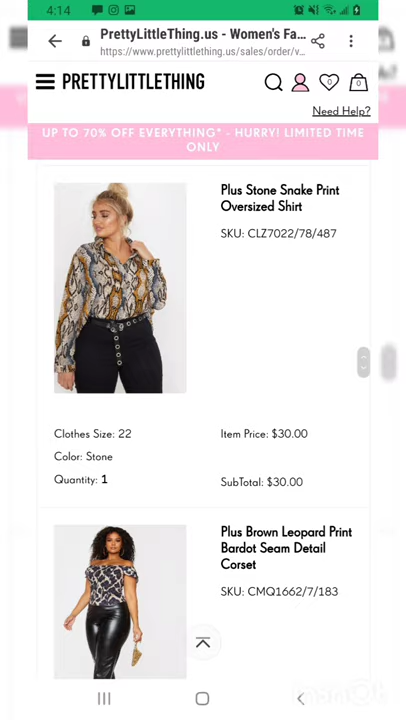 4:14
PrettyLittleThing.us - Women's Fa...
https://www.prettylittlething.us/sales/order/v...
PRETTYLITTLETHING
0
0
Need Help?
UP TO 70% OFF EVERYTHING* - HURRY! LIMITED TIME
ONLY
Plus Stone Snake Print
Oversized Shirt
SKU: CLZ7022/78/487
Clothes Size: 22
Item Price: $30.00
Color: Stone
Quantity: 1
SubTotal: $30.00
Plus Brown Leopard Print
Bardot Seam Detail
Corset
SKU: CMQ1662/7/183